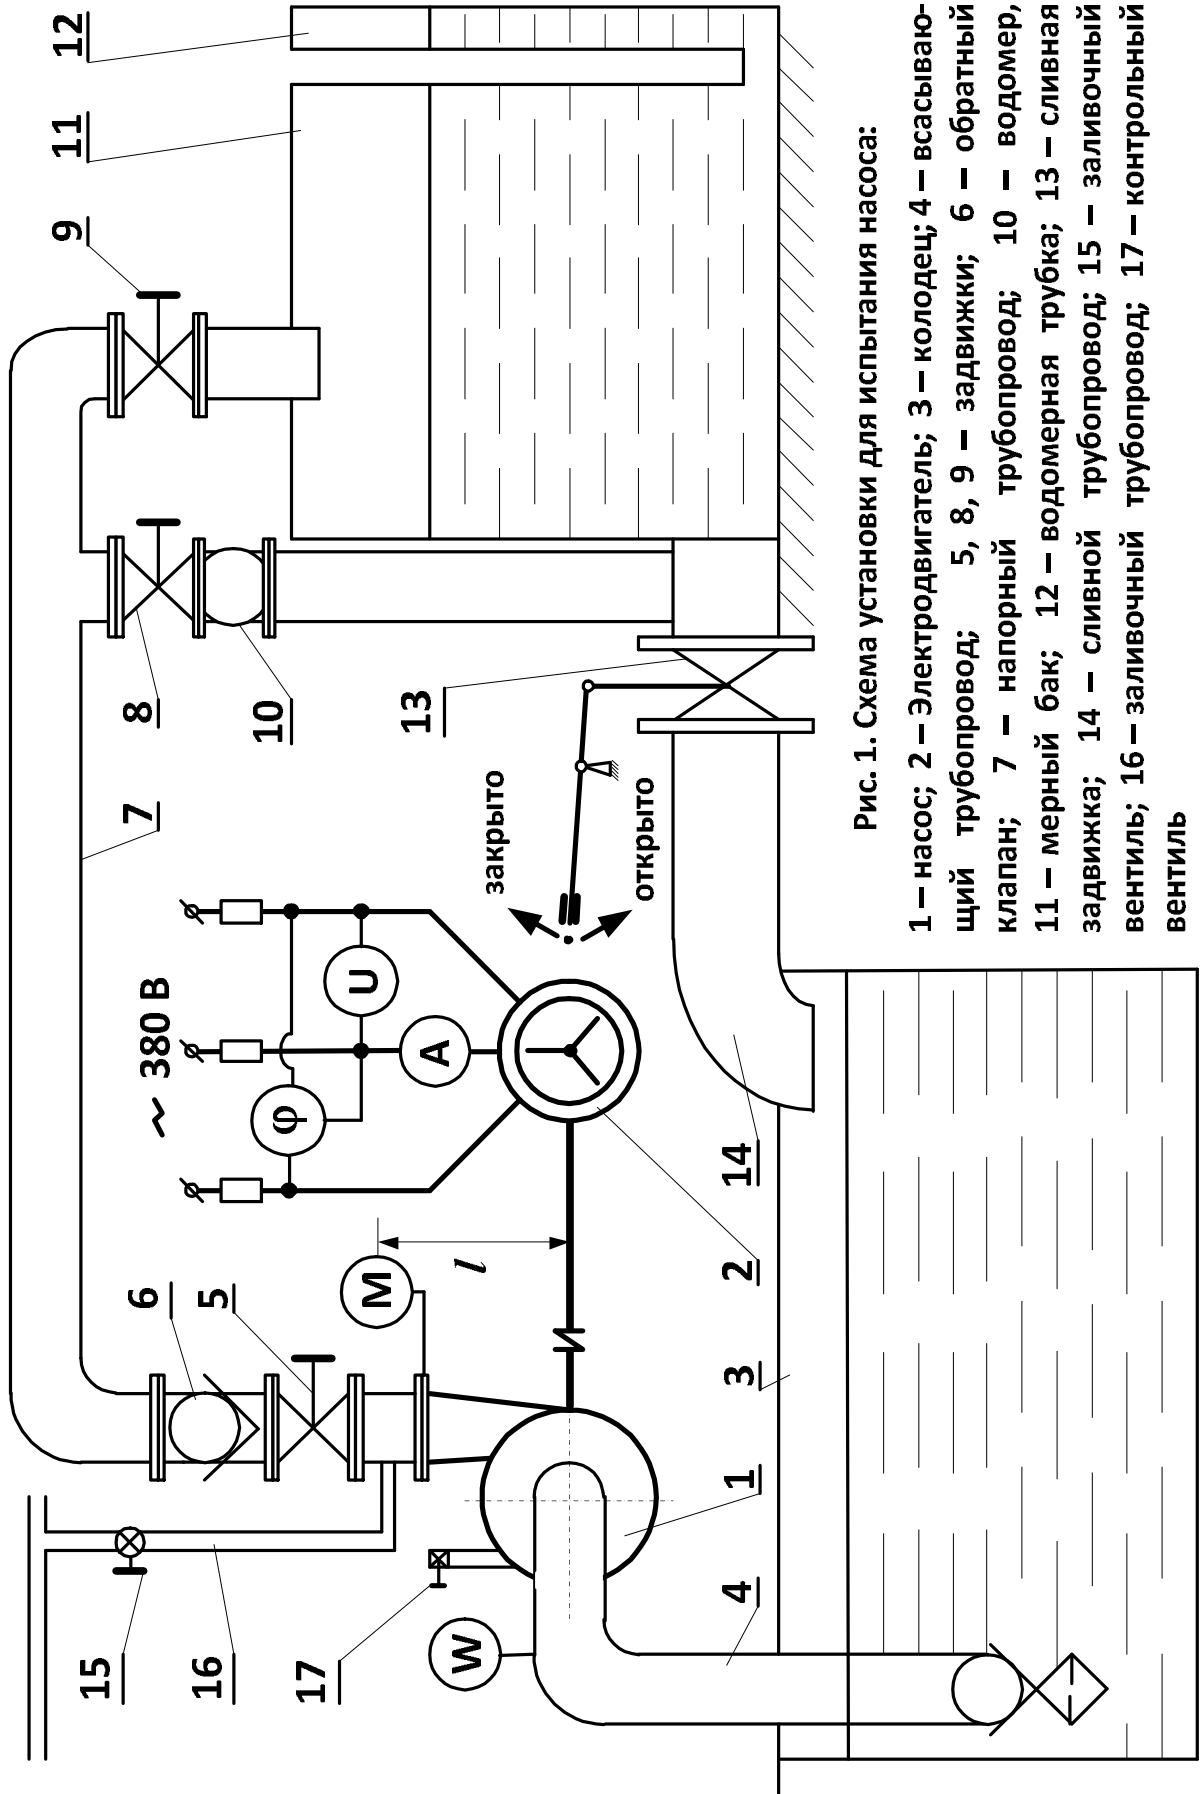 12
11
9
8
10
7
13
~ 380 В
U
A
φ
закрыто
открыто
14
2
l
M
6
5
3
1
4
15
16
17
W
Рис. 1. Схема установки для испытания насоса:
1 – насос; 2 – электродвигатель; 3 – колодец; 4 – всасываю-
щий трубопровод; 5, 8, 9 – задвижки; 6 – обратный
клапан; 7 – напорный трубопровод; 10 – водомер,
11 – мерный бак; 12 – водомерная трубка; 13 – сливная
задвижка; 14 – сливной трубопровод; 15 – заливочный
вентиль; 16 – заливочный трубопровод; 17 – контрольный
вентиль